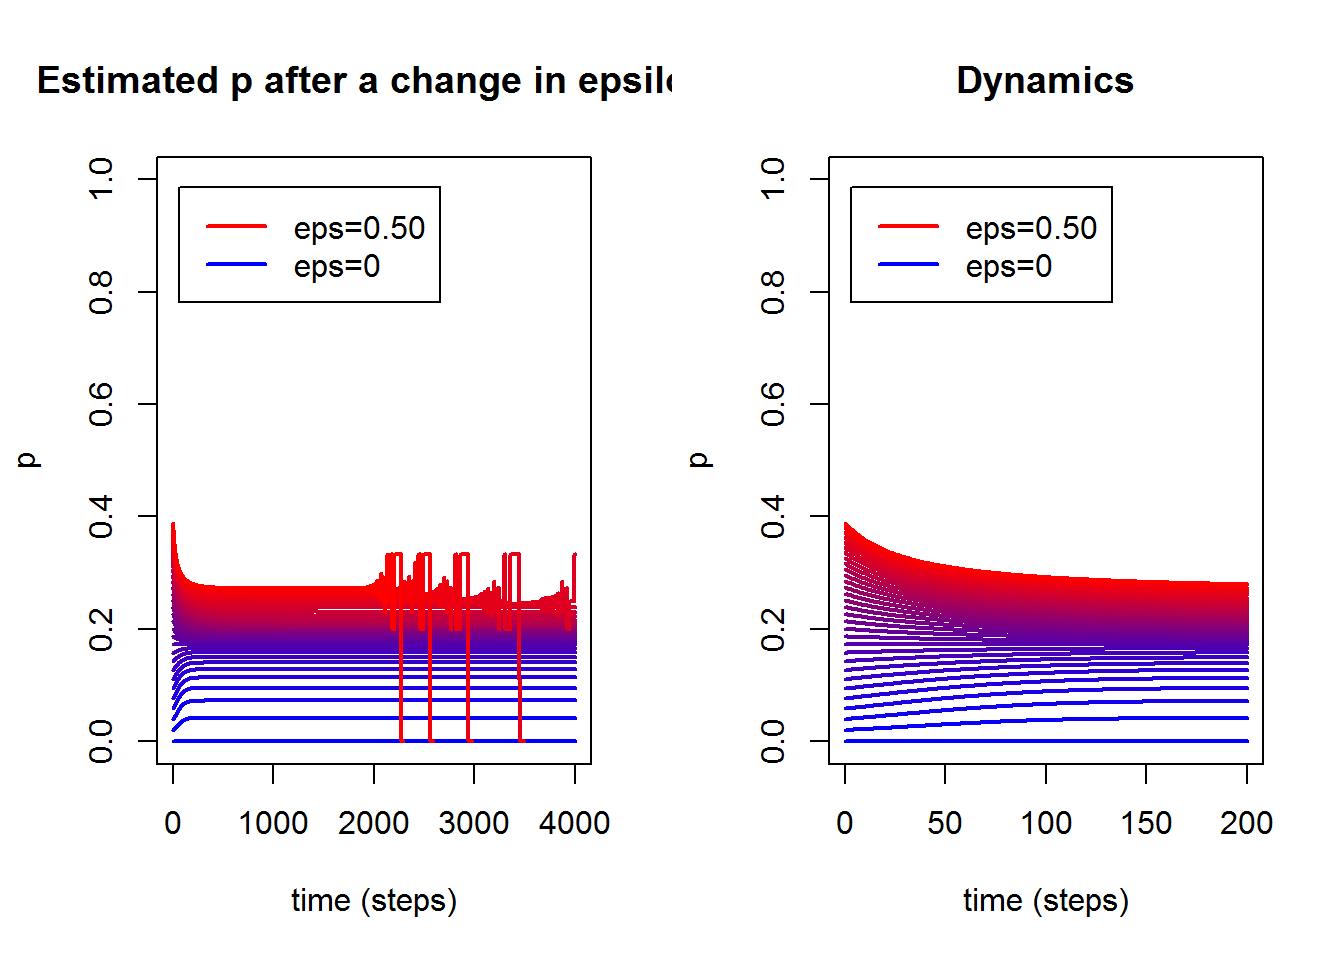 Estimated p after a change in epsil
p
1.0
0.8
0.6
0.4
0.2
0.0
eps=0.50
eps=0
0 1000 2000 3000 4000
time (steps)
Dynamics
p
1.0
0.8
0.6
0.4
0.2
0.0
eps=0.50
eps=0
0 50 100 150 200
time (steps)